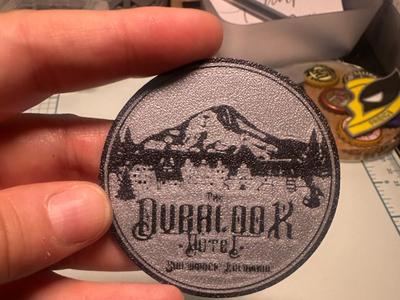 THE
OVERLOOK
· HOTEL ·
SIDEWINDER, COLORADO